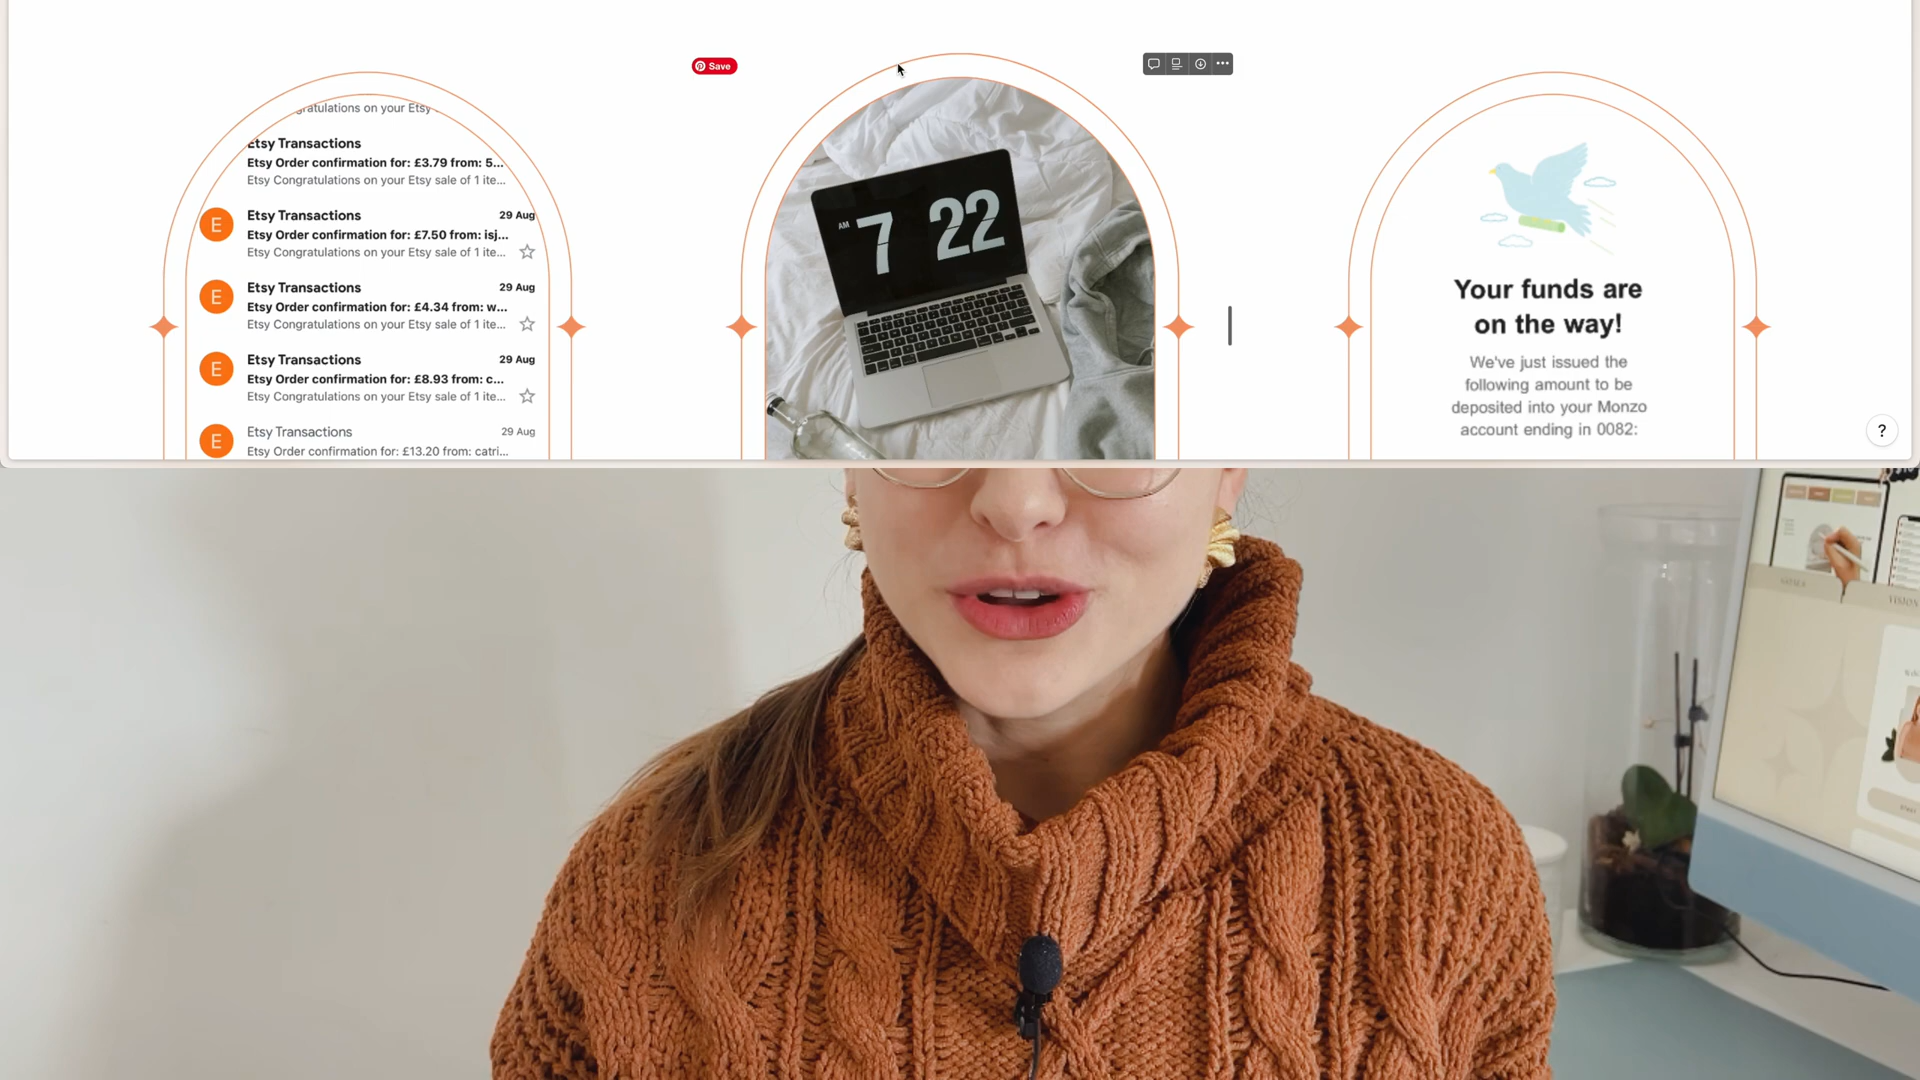 Save
gratulations on your Etsy
Etsy Transactions
Etsy Order confirmation for: £3.79 from: 5...
Etsy Congratulations on your Etsy sale of 1 ite...
E
Etsy Transactions
29 Aug
Etsy Order confirmation for: £7.50 from: isj...
Etsy Congratulations on your Etsy sale of 1 ite...
E
Etsy Transactions
29 Aug
Etsy Order confirmation for: £4.34 from: w...
Etsy Congratulations on your Etsy sale of 1 ite...
E
Etsy Transactions
29 Aug
Etsy Order confirmation for: £8.93 from: c...
Etsy Congratulations on your Etsy sale of 1 ite...
E
Etsy Transactions
29 Aug
Etsy Order confirmation for: £13.20 from: catri...
AM
7 22
Your funds are
on the way!
We've just issued the
following amount to be
deposited into your Monzo
account ending in 0082:
?
GOALS
VISION